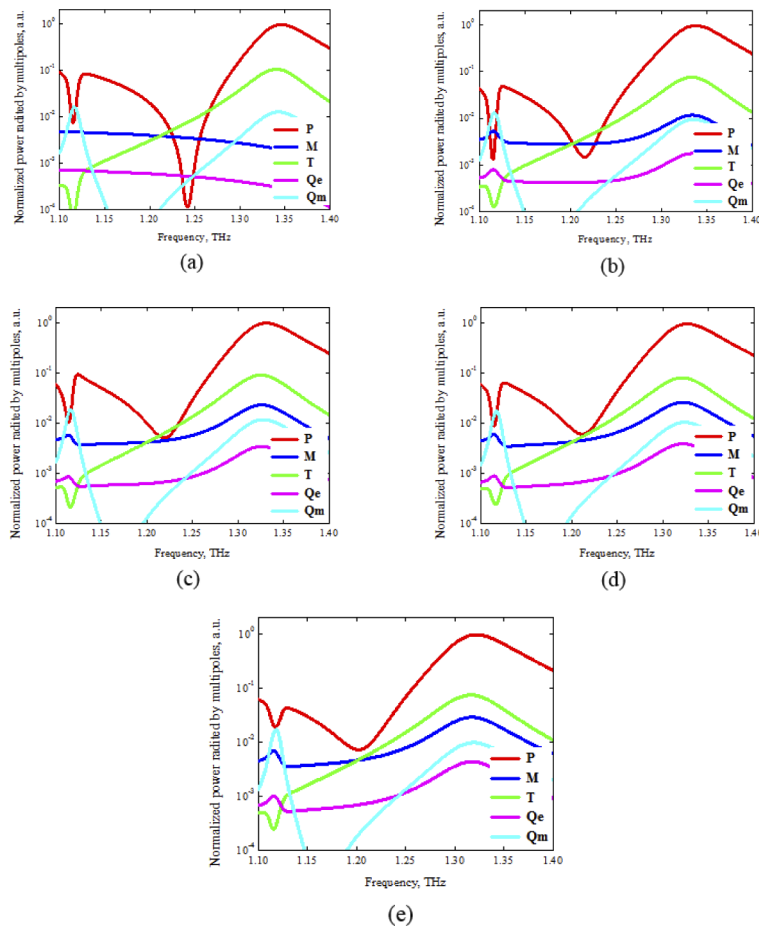 Normalized power radited by multipoles, a.u.
10⁰
10⁻¹
10⁻²
10⁻³
10⁻⁴
P
M
T
Qe
Qm
1.10 1.15 1.20 1.25 1.30 1.35 1.40
Frequency, THz
(a)
Normalized power radited by multipoles, a.u.
10⁰
10⁻¹
10⁻²
10⁻³
10⁻⁴
P
M
T
Qe
Qm
1.10 1.15 1.20 1.25 1.30 1.35 1.40
Frequency, THz
(b)
Normalized power radited by multipoles, a.u.
10⁰
10⁻¹
10⁻²
10⁻³
10⁻⁴
P
M
T
Qe
Qm
1.10 1.15 1.20 1.25 1.30 1.35 1.40
Frequency, THz
(c)
Normalized power radited by multipoles, a.u.
10⁰
10⁻¹
10⁻²
10⁻³
10⁻⁴
P
M
T
Qe
Qm
1.10 1.15 1.20 1.25 1.30 1.35 1.40
Frequency, THz
(d)
Normalized power radited by multipoles, a.u.
10⁰
10⁻¹
10⁻²
10⁻³
10⁻⁴
P
M
T
Qe
Qm
1.10 1.15 1.20 1.25 1.30 1.35 1.40
Frequency, THz
(e)